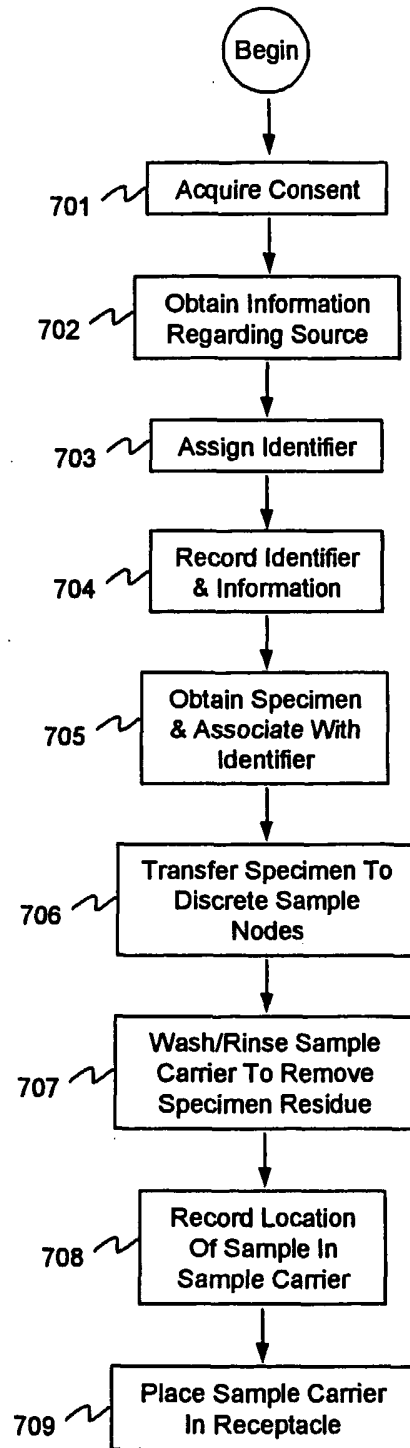 Begin
701
Acquire Consent
702
Obtain Information
Regarding Source
703
Assign Identifier
704
Record Identifier
& Information
705
Obtain Specimen
& Associate With
Identifier
706
Transfer Specimen To
Discrete Sample
Nodes
707
Wash/Rinse Sample
Carrier To Remove
Specimen Residue
708
Record Location
Of Sample In
Sample Carrier
709
Place Sample Carrier
In Receptacle